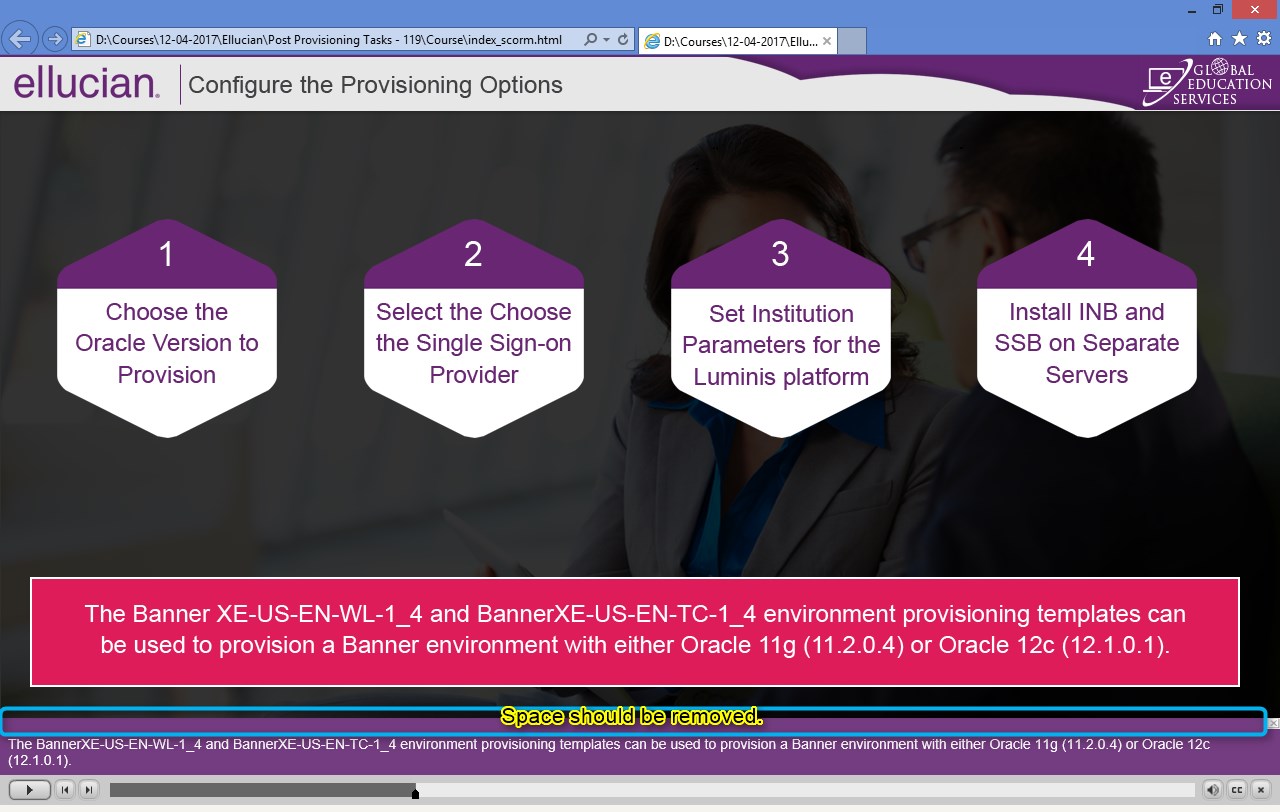 D:\Courses\12-04-2017\Ellucian\Post Provisioning Tasks - 119\Course\index_scorm.html
D:\Courses\12-04-2017\Ellu...
ellucian.
Configure the Provisioning Options
e
GLOBAL
EDUCATION
SERVICES
1
Choose the
Oracle Version to
Provision
2
Select the Choose
the Single Sign-on
Provider
3
Set Institution
Parameters for the
Luminis platform
4
Install INB and
SSB on Separate
Servers
The Banner XE-US-EN-WL-1_4 and BannerXE-US-EN-TC-1_4 environment provisioning templates can
be used to provision a Banner environment with either Oracle 11g (11.2.0.4) or Oracle 12c (12.1.0.1).
Space should be removed.
The BannerXE-US-EN-WL-1_4 and BannerXE-US-EN-TC-1_4 environment provisioning templates can be used to provision a Banner environment with either Oracle 11g (11.2.0.4) or Oracle 12c
(12.1.0.1).
CC